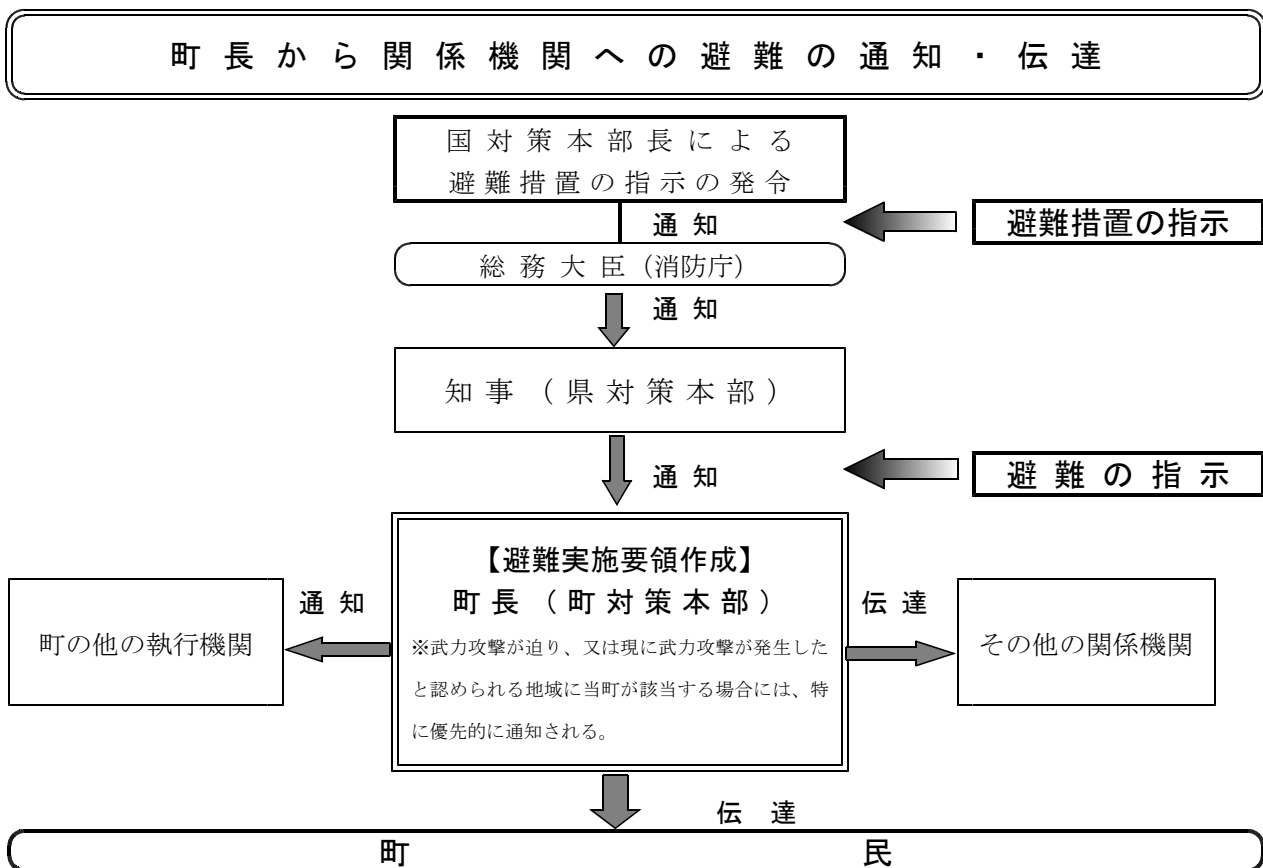 町長から関係機関への避難の通知・伝達
国対策本部長による
避難措置の指示の発令
通知
避難措置の指示
総務大臣(消防庁)
通知
知事(県対策本部)
通知
避難の指示
【避難実施要領作成】
町長(町対策本部)
※武力攻撃が迫り、又は現に武力攻撃が発生した
と認められる地域に当町が該当する場合には、特
に優先的に通知される。
通知
町の他の執行機関
伝達
その他の関係機関
伝達
町民